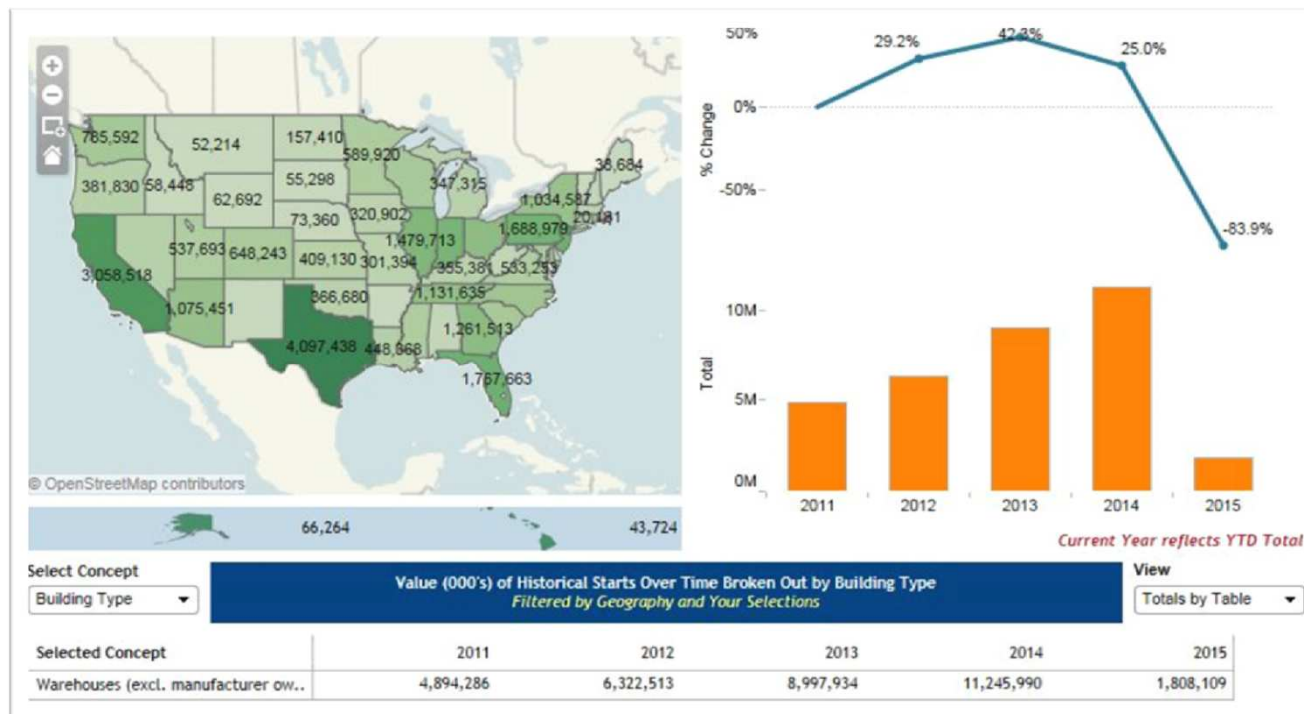 785,592
52,214
157,410
589,920
38,684
381,830
58,448
55,298
347,315
62,692
1,034,587
73,360
320,902
1,688,979
1,479,713
537,693
648,243
409,130
301,394
355,381
533,253
3,058,518
366,680
1,131,635
1,075,451
1,261,513
4,097,438
448,868
1,767,663
© OpenStreetMap contributors
66,264
43,724
50%
29.2%
42.3%
25.0%
0%
% Change
-50%
-83.9%
10M
Total
5M
0M
2011 2012 2013 2014 2015
Current Year reflects YTD Total
Select Concept
Building Type
Value (000's) of Historical Starts Over Time Broken Out by Building Type
Filtered by Geography and Your Selections
View
Totals by Table
Selected Concept 2011 2012 2013 2014 2015
Warehouses (excl. manufacturer ow.. 4,894,286 6,322,513 8,997,934 11,245,990 1,808,109